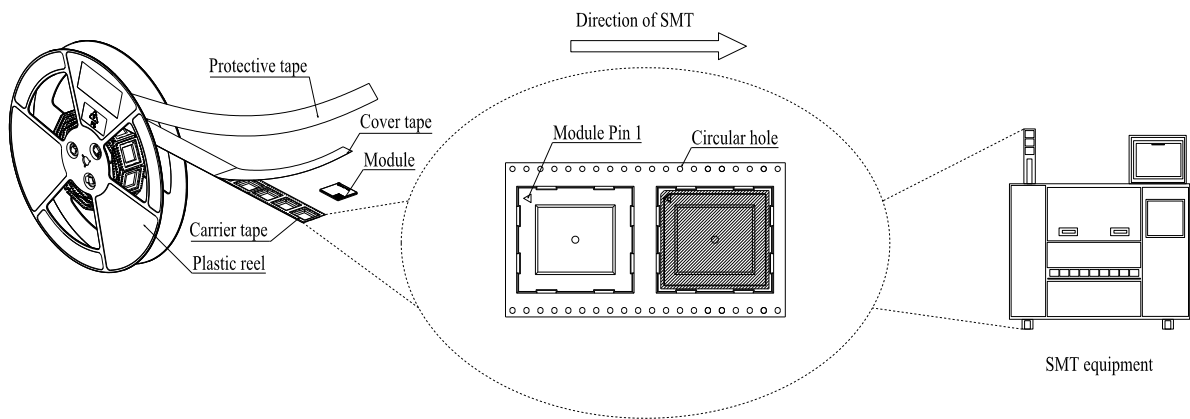 Direction of SMT
Protective tape
Cover tape
Module
Module Pin 1
Circular hole
Carrier tape
Plastic reel
SMT equipment